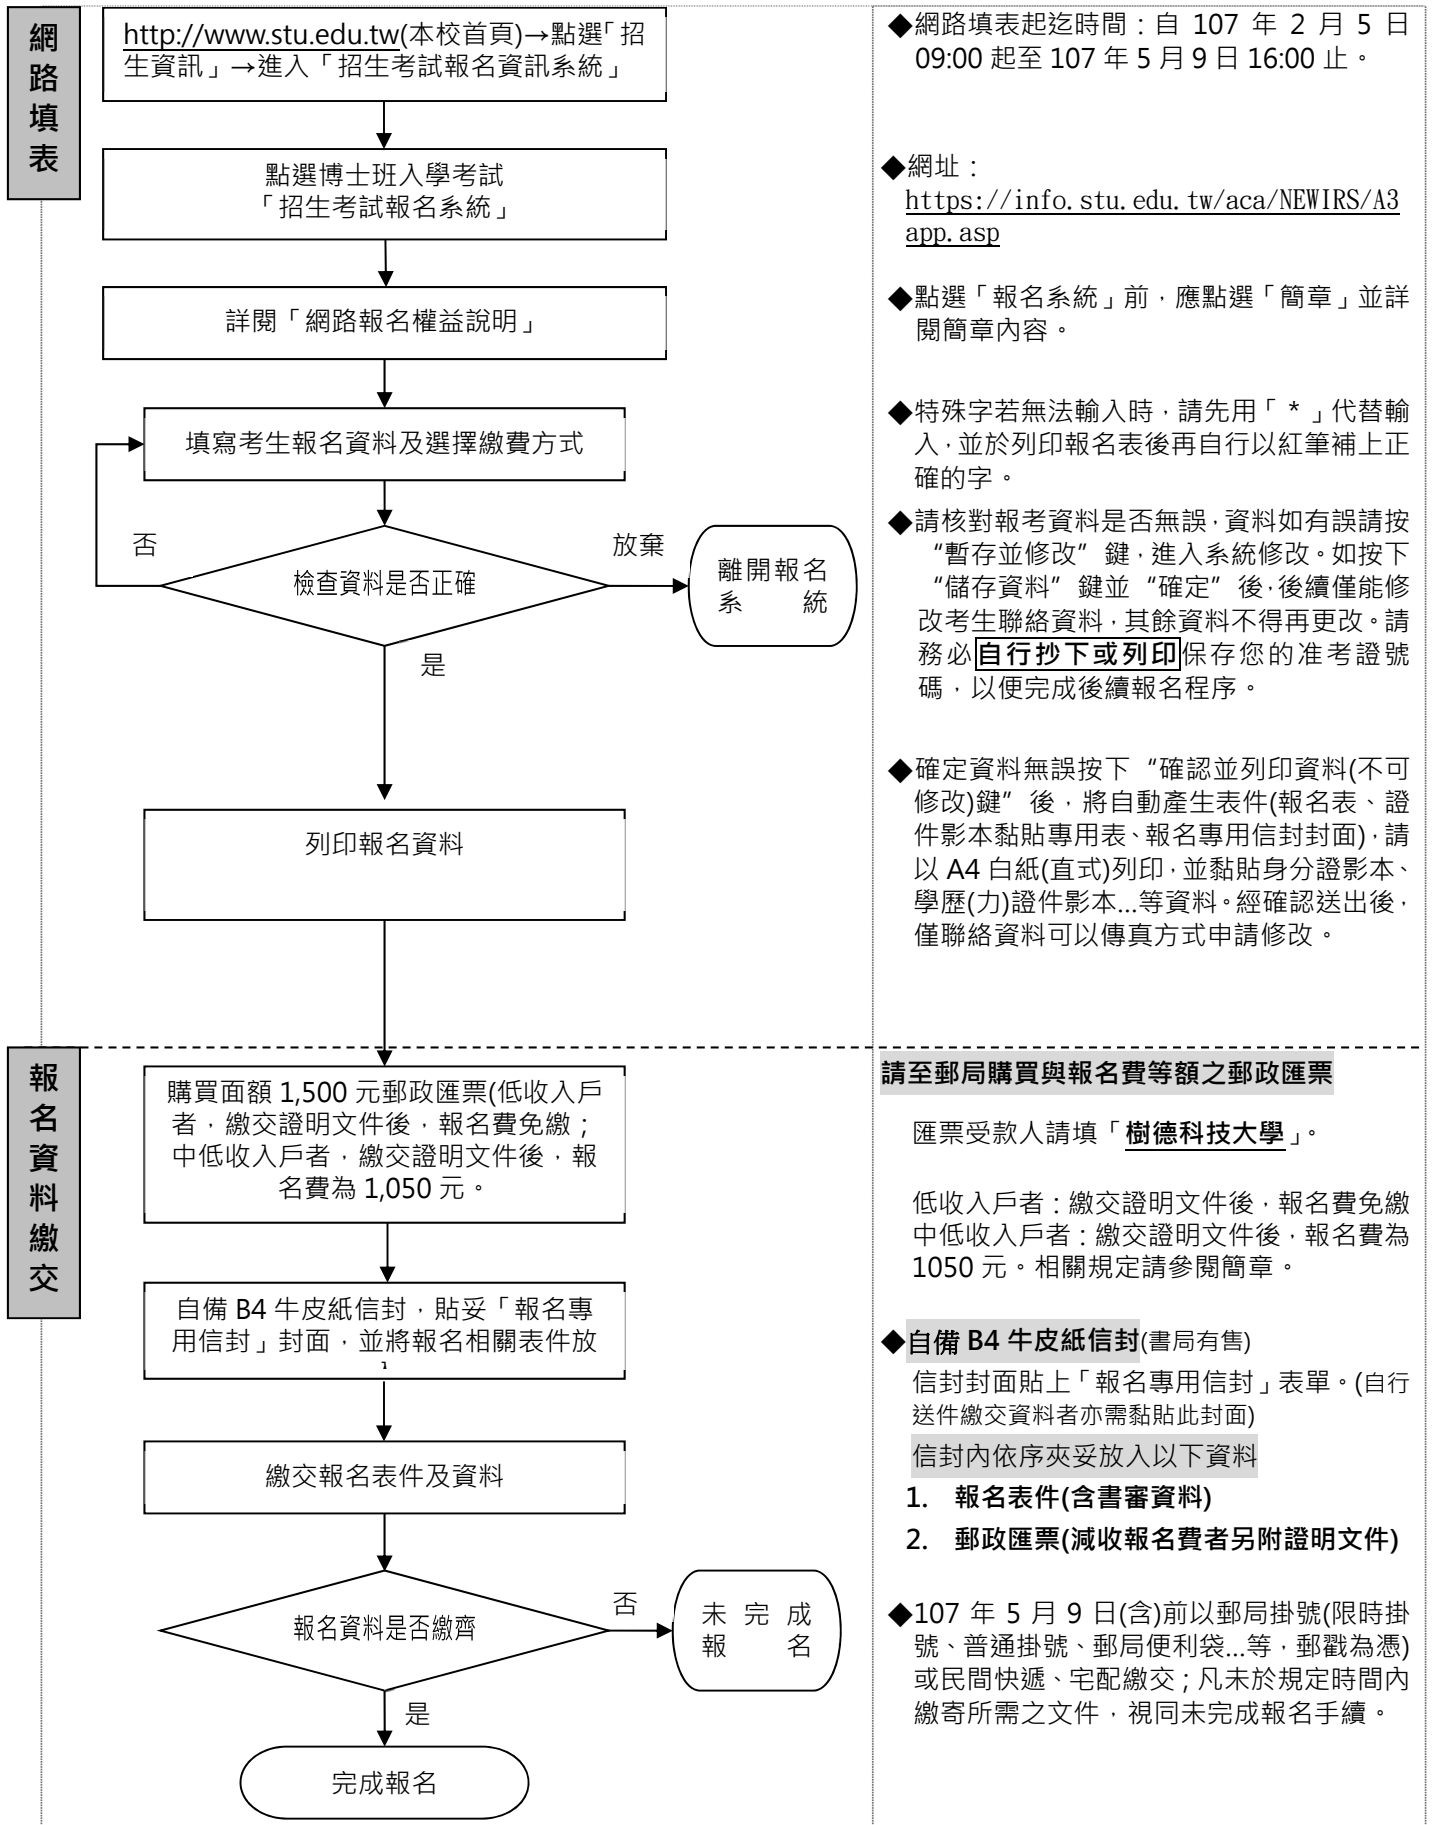 網路填表
http://www.stu.edu.tw(本校首頁)→點選「招
生資訊」→進入「招生考試報名資訊系統」
點選博士班入學考試
「招生考試報名系統」
詳閱「網路報名權益說明」
填寫考生報名資料及選擇繳費方式
否
檢查資料是否正確
放棄
離開報名
系統
是
列印報名資料
◆網路填表起迄時間：自 107 年 2 月 5 日
09:00 起至 107 年 5 月 9 日 16:00 止。
◆網址：
https://info.stu.edu.tw/aca/NEWIRS/A3
app.asp
◆點選「報名系統」前，應點選「簡章」並詳
閱簡章內容。
◆特殊字若無法輸入時，請先用「 * 」代替輸
入，並於列印報名表後再自行以紅筆補上正
確的字。
◆請核對報考資料是否無誤，資料如有誤請按
“暫存並修改”鍵，進入系統修改。如按下
“儲存資料”鍵並“確定”後，後續僅能修
改考生聯絡資料，其餘資料不得再更改。請
務必自行抄下或列印保存您的准考證號
碼，以便完成後續報名程序。
◆確定資料無誤按下“確認並列印資料(不可
修改)鍵”後，將自動產生表件(報名表、證
件影本黏貼專用表、報名專用信封封面)，請
以 A4 白紙(直式)列印，並黏貼身分證影本、
學歷(力)證件影本...等資料。經確認送出後，
僅聯絡資料可以傳真方式申請修改。
報名資料繳交
購買面額 1,500 元郵政匯票(低收入戶
者，繳交證明文件後，報名費免繳；
中低收入戶者，繳交證明文件後，報
名費為 1,050 元。
自備 B4 牛皮紙信封，貼妥「報名專
用信封」封面，並將報名相關表件放
繳交報名表件及資料
報名資料是否繳齊
否
未完成
報名
是
完成報名
請至郵局購買與報名費等額之郵政匯票
匯票受款人請填「樹德科技大學」。
低收入戶者：繳交證明文件後，報名費免繳
中低收入戶者：繳交證明文件後，報名費為
1050 元。相關規定請參閱簡章。
◆自備 B4 牛皮紙信封(書局有售)
信封封面貼上「報名專用信封」表單。(自行
送件繳交資料者亦需黏貼此封面)
信封內依序夾妥放入以下資料
1. 報名表件(含書審資料)
2. 郵政匯票(減收報名費者另附證明文件)
◆107 年 5 月 9 日(含)前以郵局掛號(限時掛
號、普通掛號、郵局便利袋...等，郵戳為憑)
或民間快遞、宅配繳交；凡未於規定時間內
繳寄所需之文件，視同未完成報名手續。